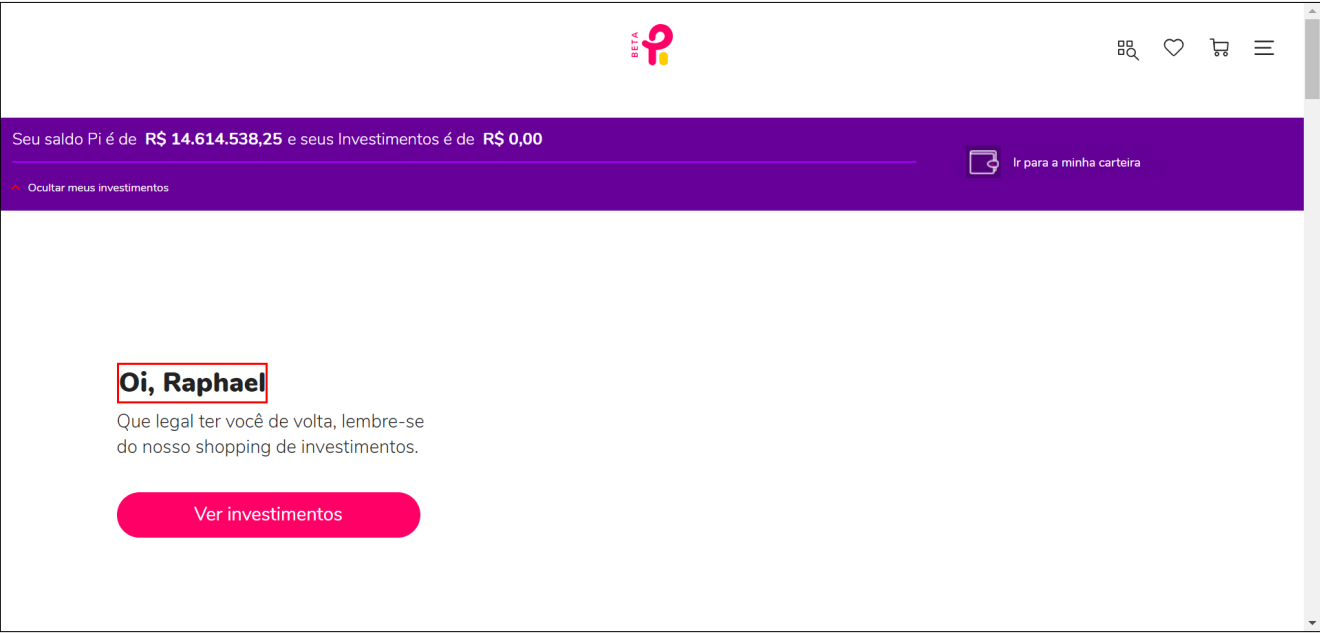 BETA
Pi
Seu saldo Pi é de R$ 14.614.538,25 e seus Investimentos é de R$ 0,00
Ir para a minha carteira
Ocultar meus investimentos
Oi, Raphael
Que legal ter você de volta, lembre-se
do nosso shopping de investimentos.
Ver investimentos